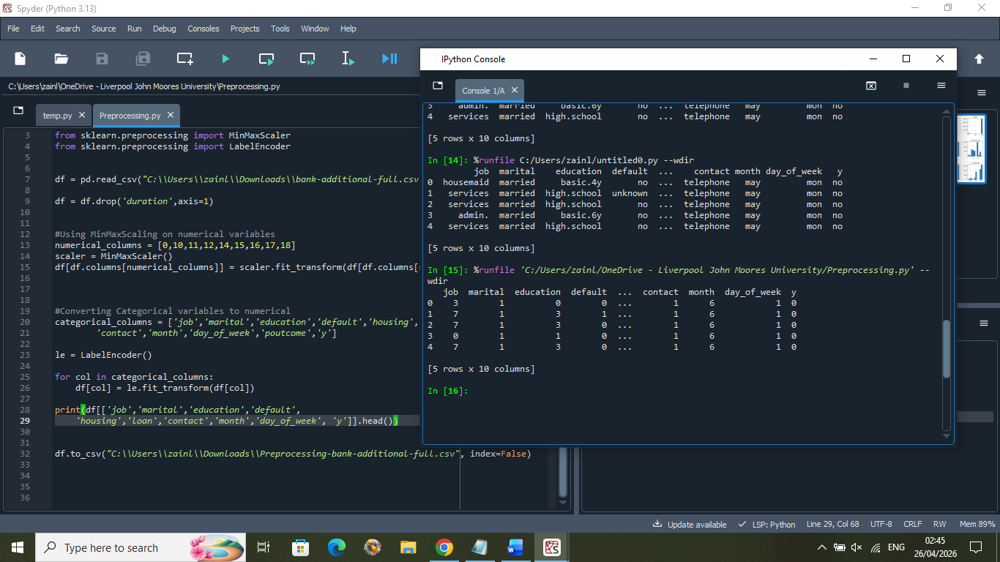 Spyder (Python 3.13)
File Edit Search Source Run Debug Consoles Projects Tools Window Help
C:\Users\zainl\OneDrive - Liverpool John Moores University\Preprocessing.py
temp.py Preprocessing.py
3 from sklearn.preprocessing import MinMaxScaler
4 from sklearn.preprocessing import LabelEncoder
5
6
7 df = pd.read_csv("C:\\Users\\zainl\\Downloads\\bank-additional-full.csv
8
9 df = df.drop('duration',axis=1)
10
11
12 #Using MinMaxScaling on numerical variables
13 numerical_columns = [0,10,11,12,14,15,16,17,18]
14 scaler = MinMaxScaler()
15 df[df.columns[numerical_columns]] = scaler.fit_transform(df[df.columns[
16
17
18
19 #Converting Categorical variables to numerical
20 categorical_columns = ['job','marital','education','default','housing',
21 'contact','month','day_of_week','poutcome','y']
22
23 le = LabelEncoder()
24
25 for col in categorical_columns:
26 df[col] = le.fit_transform(df[col])
27
28 print(df[['job','marital','education','default',
29 'housing','loan','contact','month','day_of_week', 'y']].head())
30
31
32 df.to_csv("C:\\Users\\zainl\\Downloads\\Preprocessing-bank-additional-full.csv", index=False)
33
34
35
36
IPython Console
Console 1/A
3 admin. married basic.6y no ... telephone may mon no
4 services married high.school no ... telephone may mon no
[5 rows x 10 columns]
In [14]: %runfile C:/Users/zainl/untitled0.py --wdir
job marital education default ... contact month day_of_week y
0 housemaid married basic.4y no ... telephone may mon no
1 services married high.school unknown ... telephone may mon no
2 services married high.school no ... telephone may mon no
3 admin. married basic.6y no ... telephone may mon no
4 services married high.school no ... telephone may mon no
[5 rows x 10 columns]
In [15]: %runfile 'C:/Users/zainl/OneDrive - Liverpool John Moores University/Preprocessing.py' --
wdir
job marital education default ... contact month day_of_week y
0 3 1 0 0 ... 1 6 1 0
1 7 1 3 1 ... 1 6 1 0
2 7 1 3 0 ... 1 6 1 0
3 0 1 1 0 ... 1 6 1 0
4 7 1 3 0 ... 1 6 1 0
[5 rows x 10 columns]
In [16]:
Update available LSP: Python Line 29, Col 68 UTF-8 CRLF RW Mem 89%
Type here to search
ENG
02:45
26/04/2026